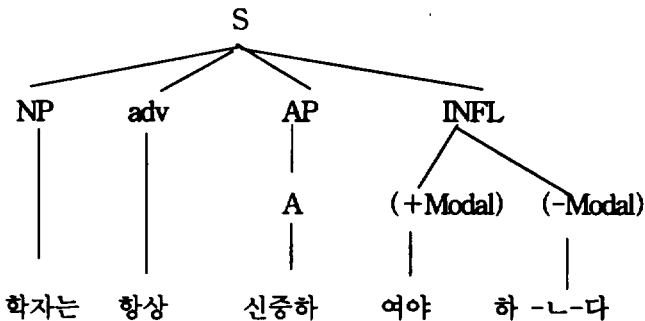 S
NP adv AP INFL
A (+Modal) (-Modal)
학자는 항상 신중하 여야 하 -ㄴ-다